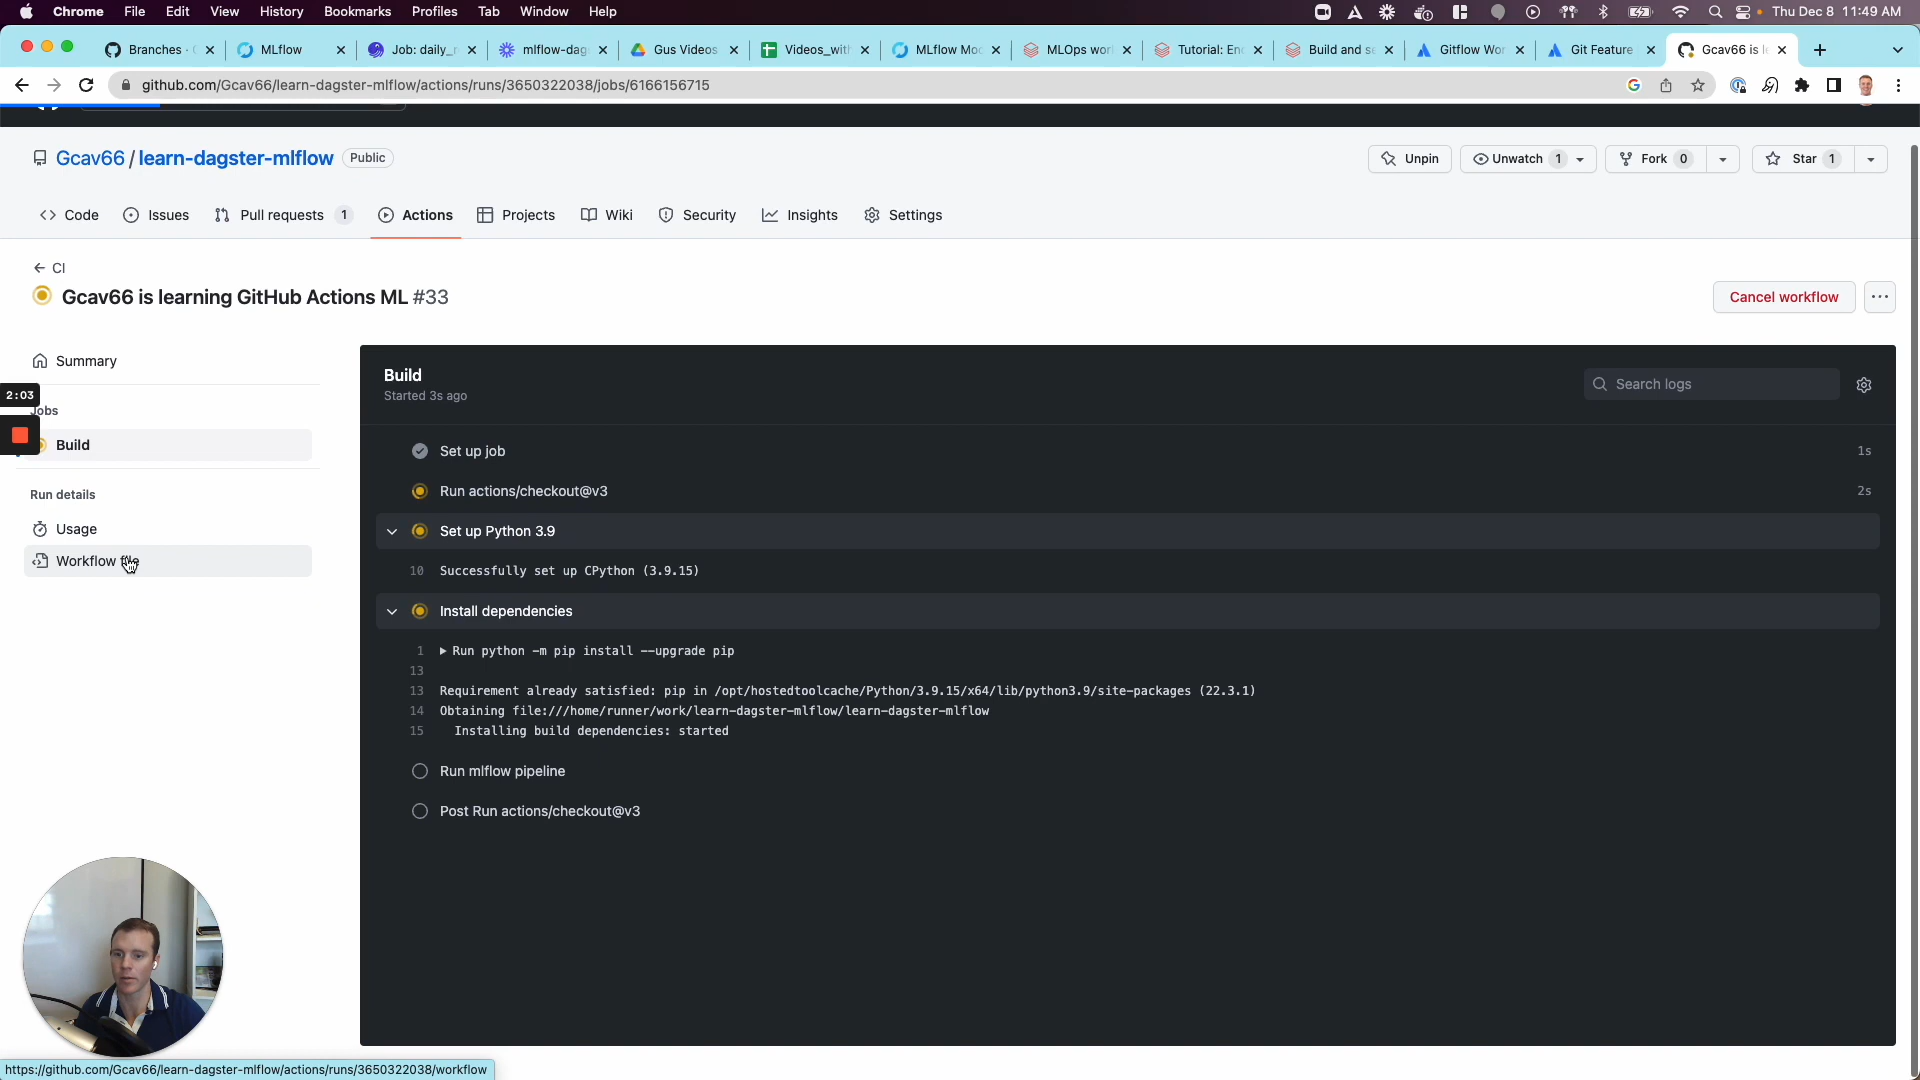 Chrome File Edit View History Bookmarks Profiles Tab Window Help Thu Dec 8 11:49 AM
Branches - MLflow Job: daily_r mlflow-dag Gus Videos Videos_with MLflow Mod MLOps wor Tutorial: En Build and se Gitflow Wor Git Feature Gcav66 is le
github.com/Gcav66/learn-dagster-mlflow/actions/runs/3650322038/jobs/6166156715
Gcav66 / learn-dagster-mlflow Public Unpin Unwatch 1 Fork 0 Star 1
Code Issues Pull requests 1 Actions Projects Wiki Security Insights Settings
CI
Gcav66 is learning GitHub Actions ML #33
Cancel workflow
Summary
2:03
Jobs
Build
Run details
Usage
Workflow file
Build
Started 3s ago
Search logs
Set up job 1s
Run actions/checkout@v3 2s
Set up Python 3.9
10 Successfully set up CPython (3.9.15)
Install dependencies
1 Run python -m pip install --upgrade pip
13
13 Requirement already satisfied: pip in /opt/hostedtoolcache/Python/3.9.15/x64/lib/python3.9/site-packages (22.3.1)
14 Obtaining file:///home/runner/work/learn-dagster-mlflow/learn-dagster-mlflow
15 Installing build dependencies: started
Run mlflow pipeline
Post Run actions/checkout@v3
https://github.com/Gcav66/learn-dagster-mlflow/actions/runs/3650322038/workflow